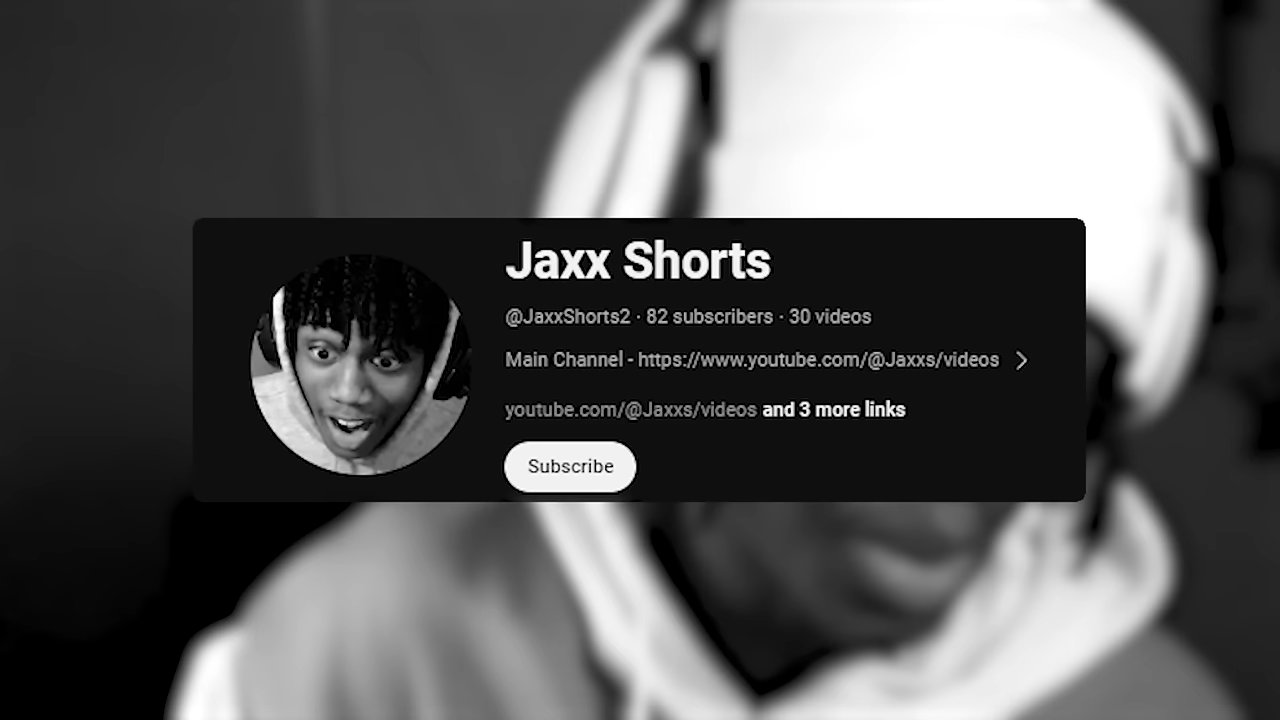 Jaxx Shorts
@JaxxShorts2 · 82 subscribers · 30 videos
Main Channel - https://www.youtube.com/@Jaxxs/videos
youtube.com/@Jaxxs/videos and 3 more links
Subscribe